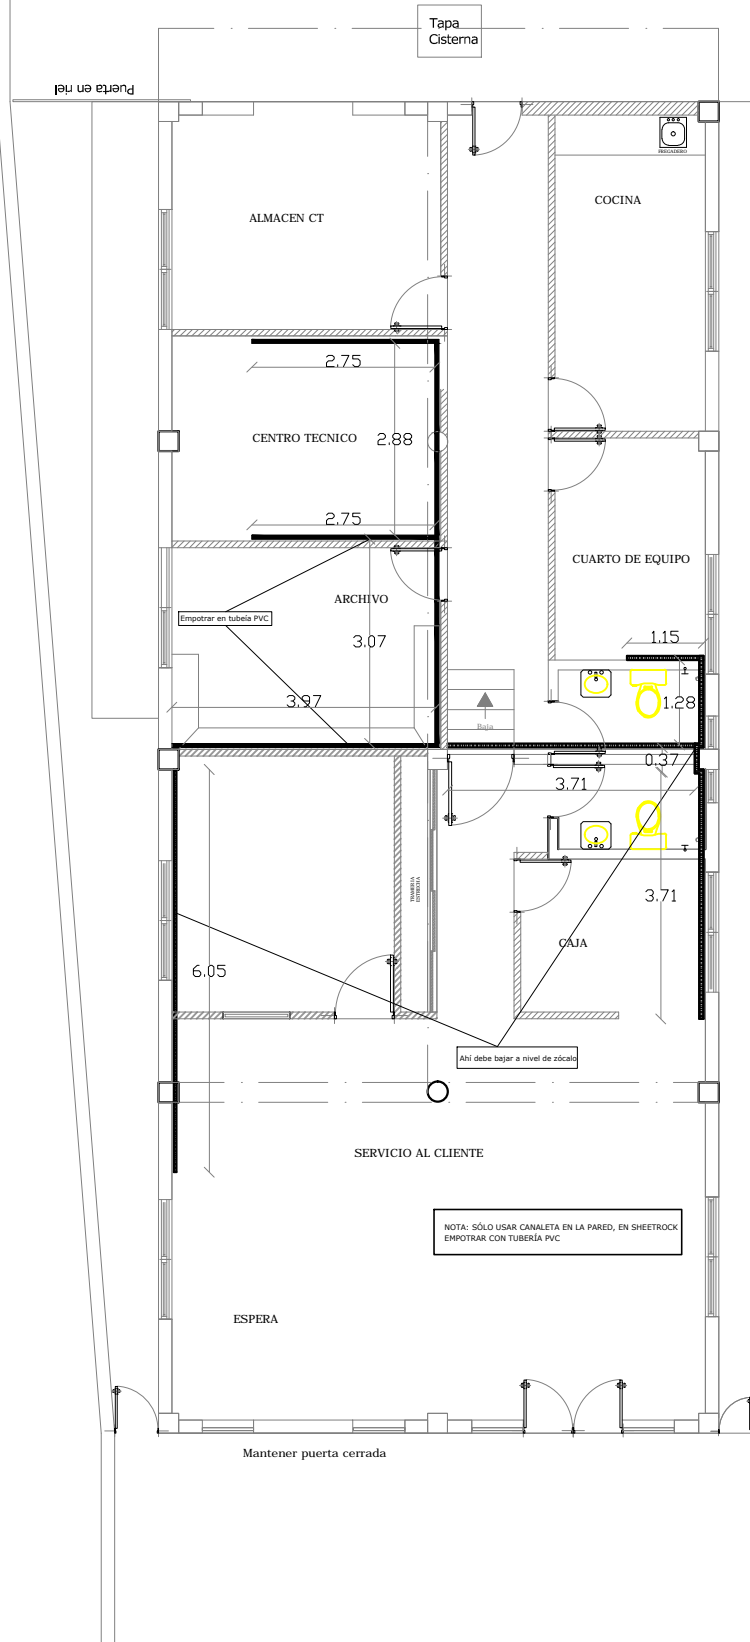 Tapa
Cisterna
Puerta en riel
FREGADERO
COCINA
ALMACEN CT
2.75
CENTRO TECNICO
2.88
2.75
CUARTO DE EQUIPO
ARCHIVO
Empotrar en tubeía PVC
3.07
1.15
3.97
1.28
Baja
0.37
3.71
TRAMERIA
ESTRECHA
3.71
CAJA
6.05
Ahí debe bajar a nivel de zócalo
SERVICIO AL CLIENTE
NOTA: SÓLO USAR CANALETA EN LA PARED, EN SHEETROCK
EMPOTRAR CON TUBERÍA PVC
ESPERA
Mantener puerta cerrada